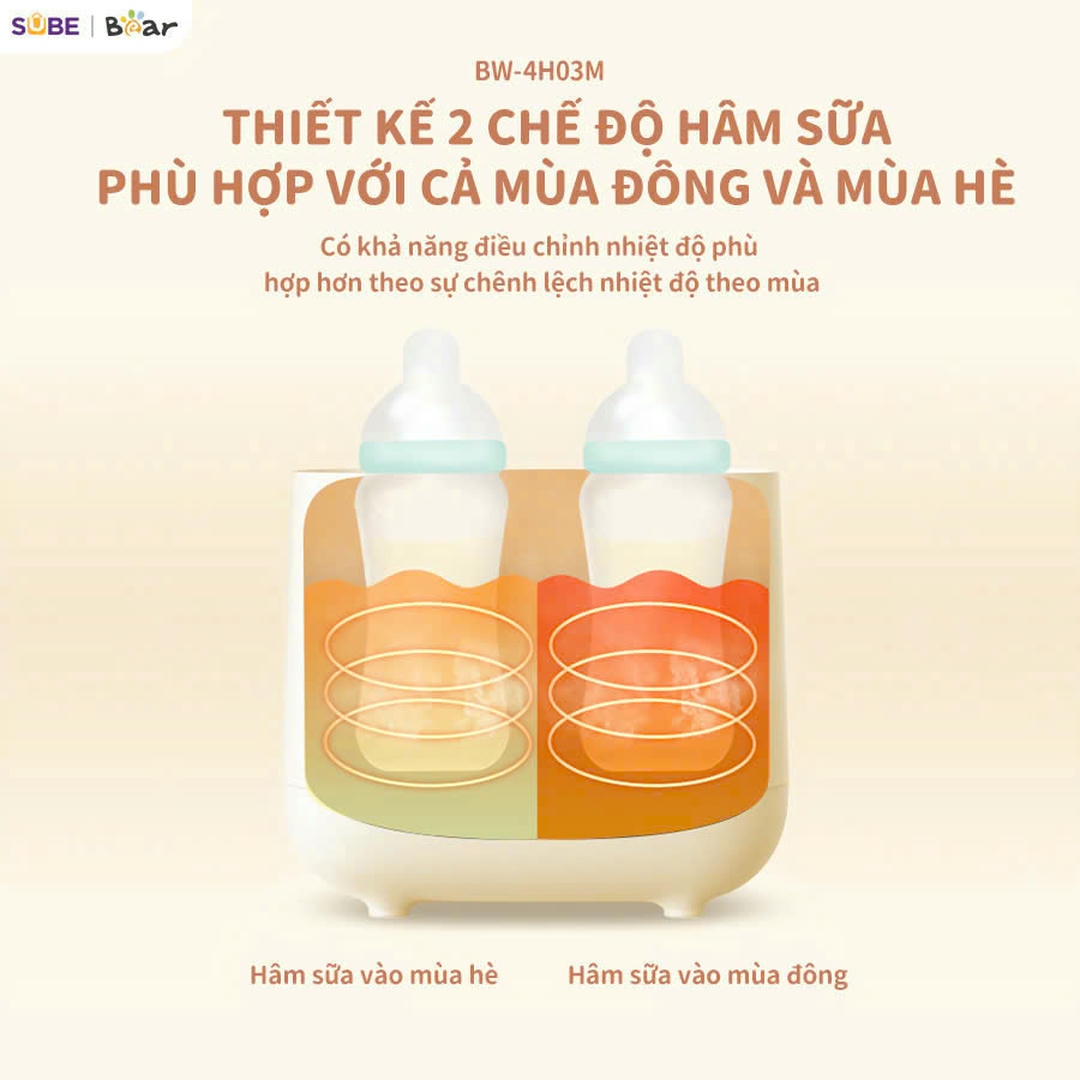 SUBE | Bear
BW-4H03M
THIẾT KẾ 2 CHẾ ĐỘ HÂM SỮA
PHÙ HỢP VỚI CẢ MÙA ĐÔNG VÀ MÙA HÈ
Có khả năng điều chỉnh nhiệt độ phù
hợp hơn theo sự chênh lệch nhiệt độ theo mùa
Hâm sữa vào mùa hè
Hâm sữa vào mùa đông